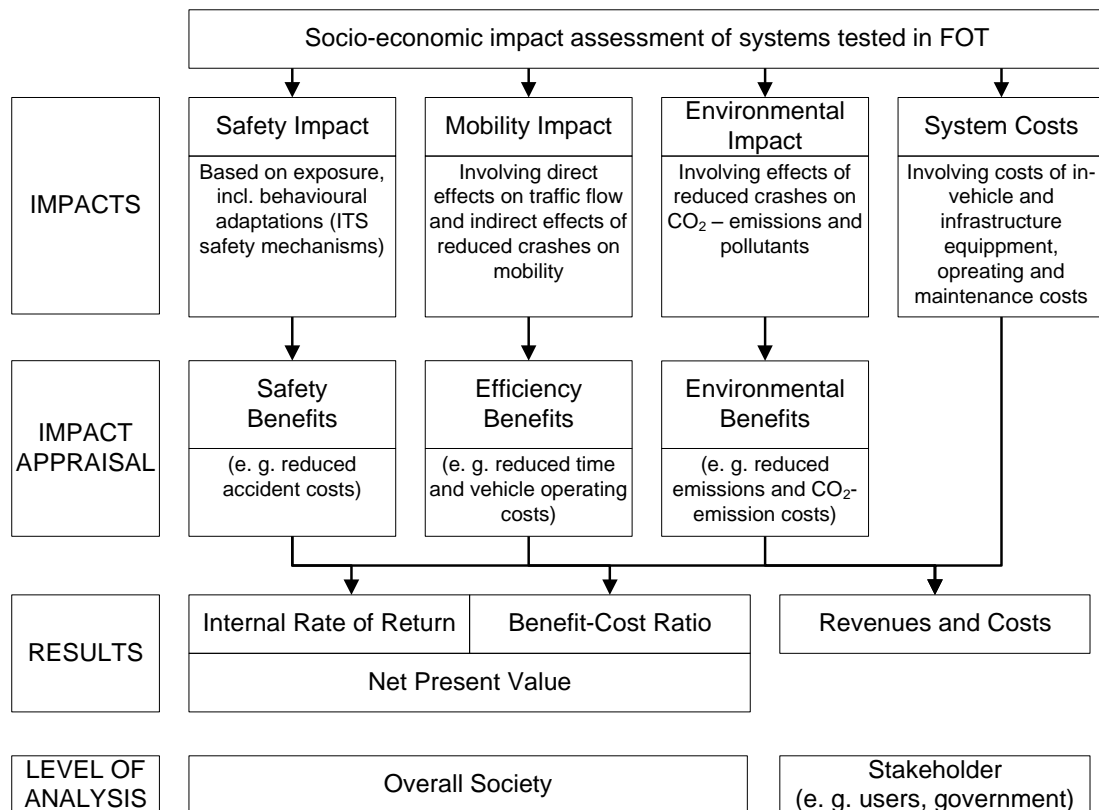 Socio-economic impact assessment of systems tested in FOT
IMPACTS
Safety Impact
Based on exposure,
incl. behavioural
adaptations (ITS
safety mechanisms)
Mobility Impact
Involving direct
effects on traffic flow
and indirect effects of
reduced crashes on
mobility
Environmental
Impact
Involving effects
of reduced crashes on
CO₂ – emissions and
pollutants
System Costs
Involving costs of in-
vehicle and
infrastructure
equippment,
opreating and
maintenance costs
IMPACT
APPRAISAL
Safety
Benefits
(e. g. reduced
accident costs)
Efficiency
Benefits
(e. g. reduced time
and vehicle operating
costs)
Environmental
Benefits
(e. g. reduced
emissions and CO₂-
emission costs)
RESULTS
Internal Rate of Return
Benefit-Cost Ratio
Revenues and Costs
Net Present Value
LEVEL OF
ANALYSIS
Overall Society
Stakeholder
(e. g. users, government)